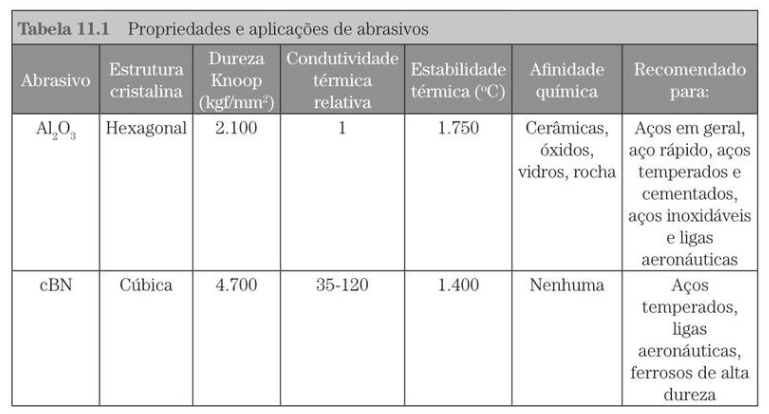 Tabela 11.1 Propriedades e aplicações de abrasivos
Abrasivo
Estrutura
cristalina
Dureza
Knoop
(kgf/mm²)
Condutividade
térmica
relativa
Estabilidade
térmica (ºC)
Afinidade
química
Recomendado
para:
Al₂O₃
Hexagonal
2.100
1
1.750
Cerâmicas,
óxidos,
vidros, rocha
Aços em geral,
aço rápido, aços
temperados e
cementados,
aços inoxidáveis
e ligas
aeronáuticas
cBN
Cúbica
4.700
35-120
1.400
Nenhuma
Aços
temperados,
ligas
aeronáuticas,
ferrosos de alta
dureza